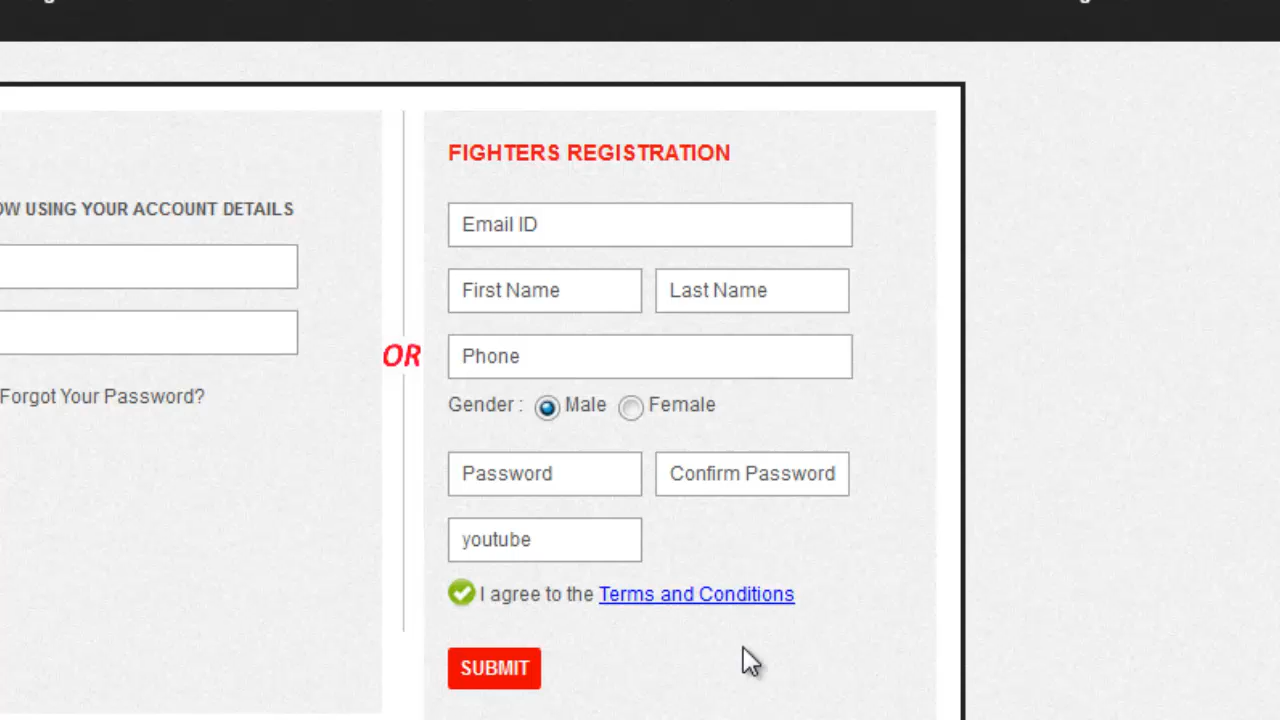 OW USING YOUR ACCOUNT DETAILS
Forgot Your Password?
OR
FIGHTERS REGISTRATION
Email ID
First Name Last Name
Phone
Gender : Male Female
Password Confirm Password
youtube
I agree to the Terms and Conditions
SUBMIT